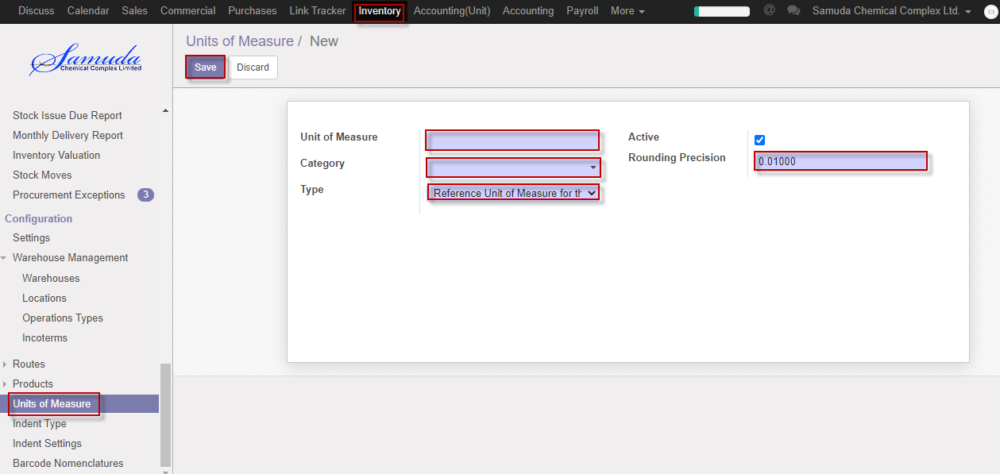 Discuss Calendar Sales Commercial Purchases Link Tracker Inventory Accounting(Unit) Accounting Payroll More @ Samuda Chemical Complex Ltd.
Samuda
Chemical Complex Limited
Units of Measure / New
Save Discard
Stock Issue Due Report
Monthly Delivery Report
Inventory Valuation
Stock Moves
Procurement Exceptions 3
Configuration
Settings
Warehouse Management
Warehouses
Locations
Operations Types
Incoterms
Routes
Products
Units of Measure
Indent Type
Indent Settings
Barcode Nomenclatures
Unit of Measure
Category
Type Reference Unit of Measure for th
Active
Rounding Precision 0.01000